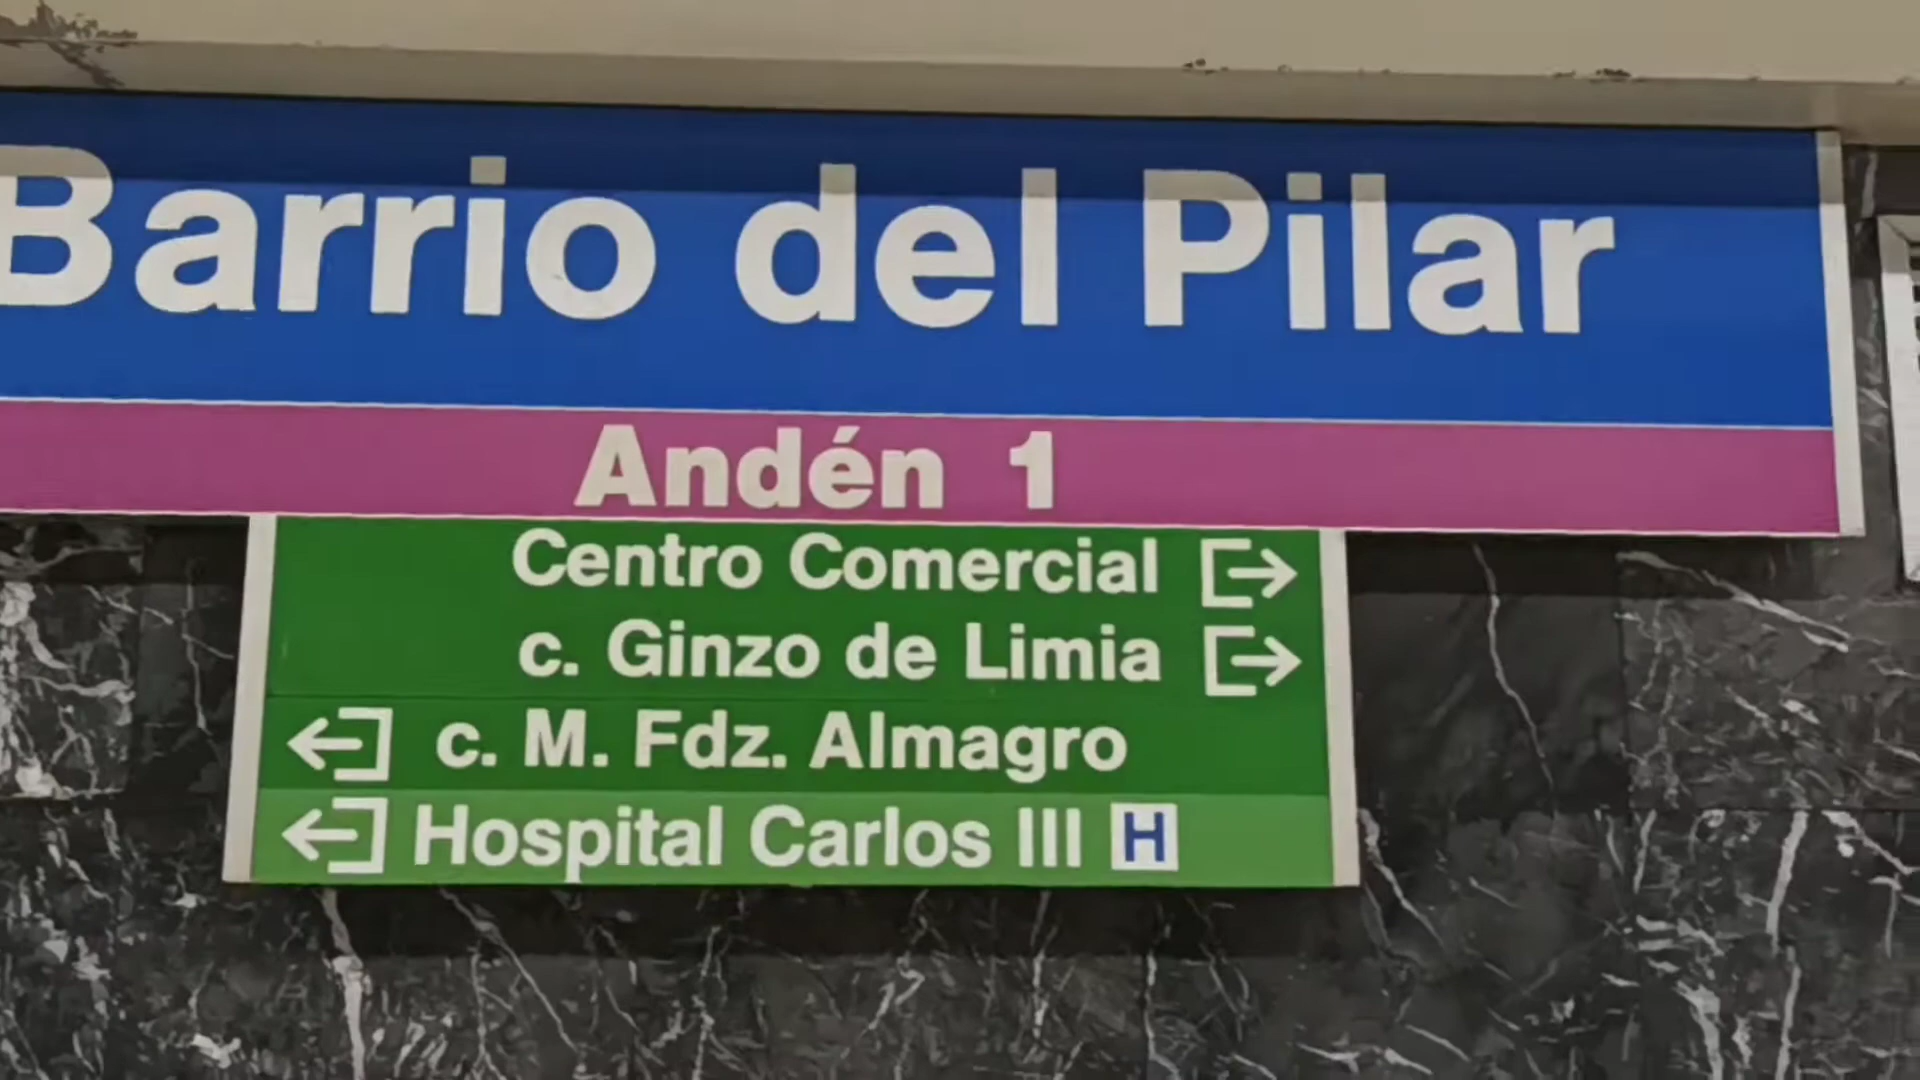 Barrio del Pilar
Andén 1
Centro Comercial
c. Ginzo de Limia
c. M. Fdz. Almagro
Hospital Carlos III H